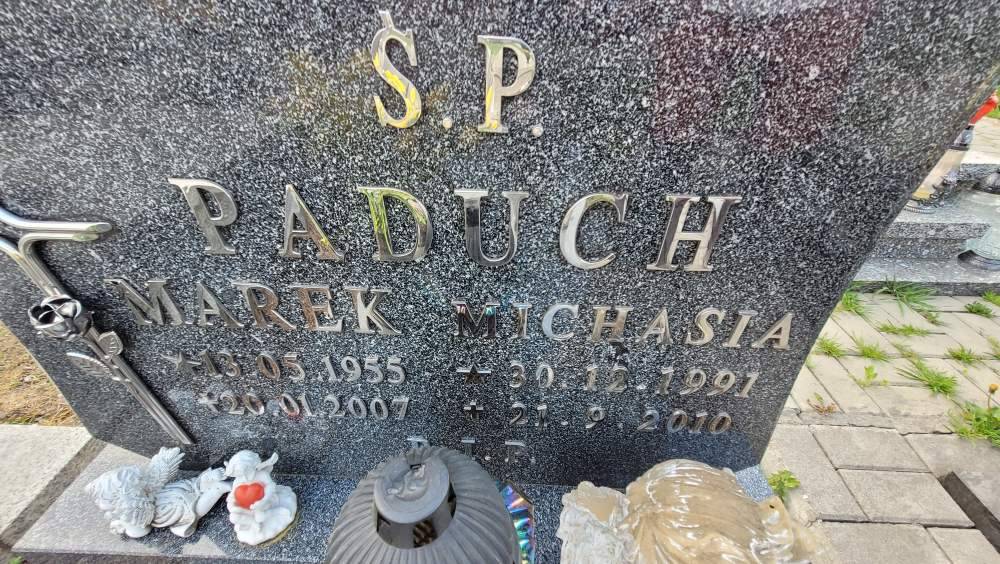 Ś.P.
PADUCH
MAREK MICHASIA
★ 13.05.1955 ★ 30.12.1991
✝ 20.01.2007 ✝ 21.9.2010
R.I.P.